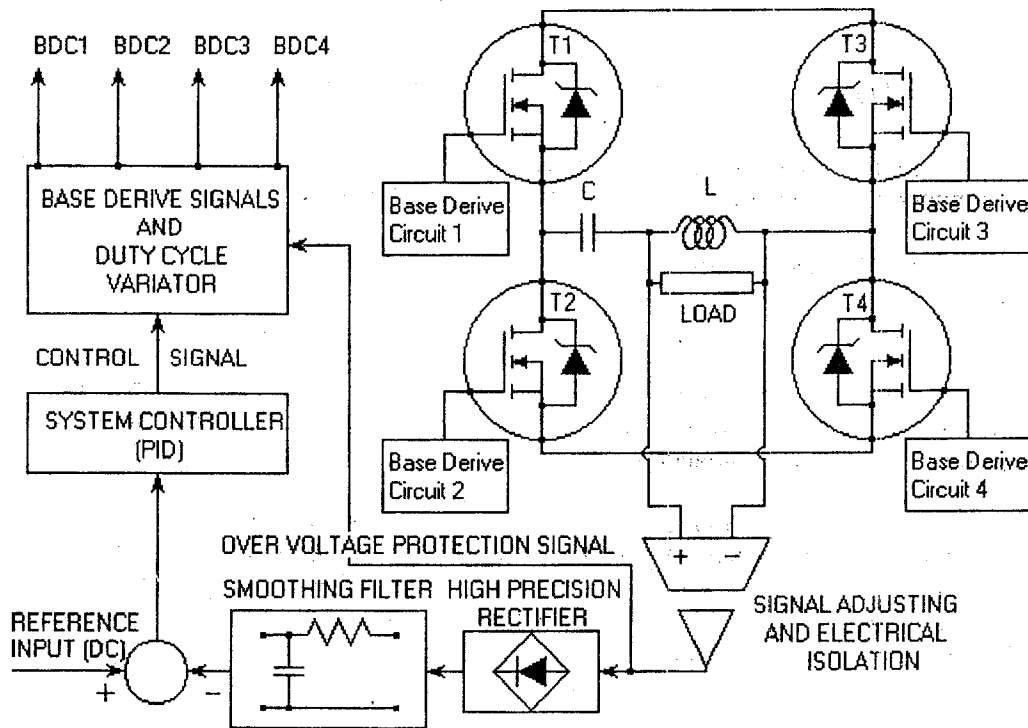 BDC1 BDC2 BDC3 BDC4
BASE DERIVE SIGNALS
AND
DUTY CYCLE
VARIATOR
CONTROL SIGNAL
SYSTEM CONTROLLER
(PID)
T1
T3
Base Derive
Circuit 1
C
L
Base Derive
Circuit 3
LOAD
T2
T4
Base Derive
Circuit 2
Base Derive
Circuit 4
OVER VOLTAGE PROTECTION SIGNAL
+ −
SMOOTHING FILTER
HIGH PRECISION
RECTIFIER
SIGNAL ADJUSTING
AND ELECTRICAL
ISOLATION
REFERENCE
INPUT (DC)
+ −